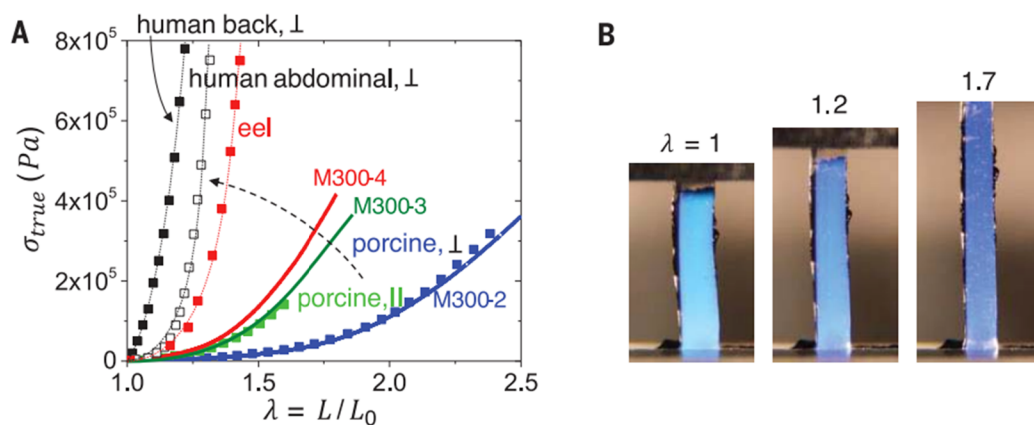 A
human back, ⊥
8x10⁵
human abdominal, ⊥
6x10⁵
eel
σtrue (Pa)
M300-4
4x10⁵
M300-3
porcine, ⊥
2x10⁵
porcine, II
M300-2
0
1.0
1.5
2.0
2.5
λ = L/L₀
B
λ = 1
1.2
1.7